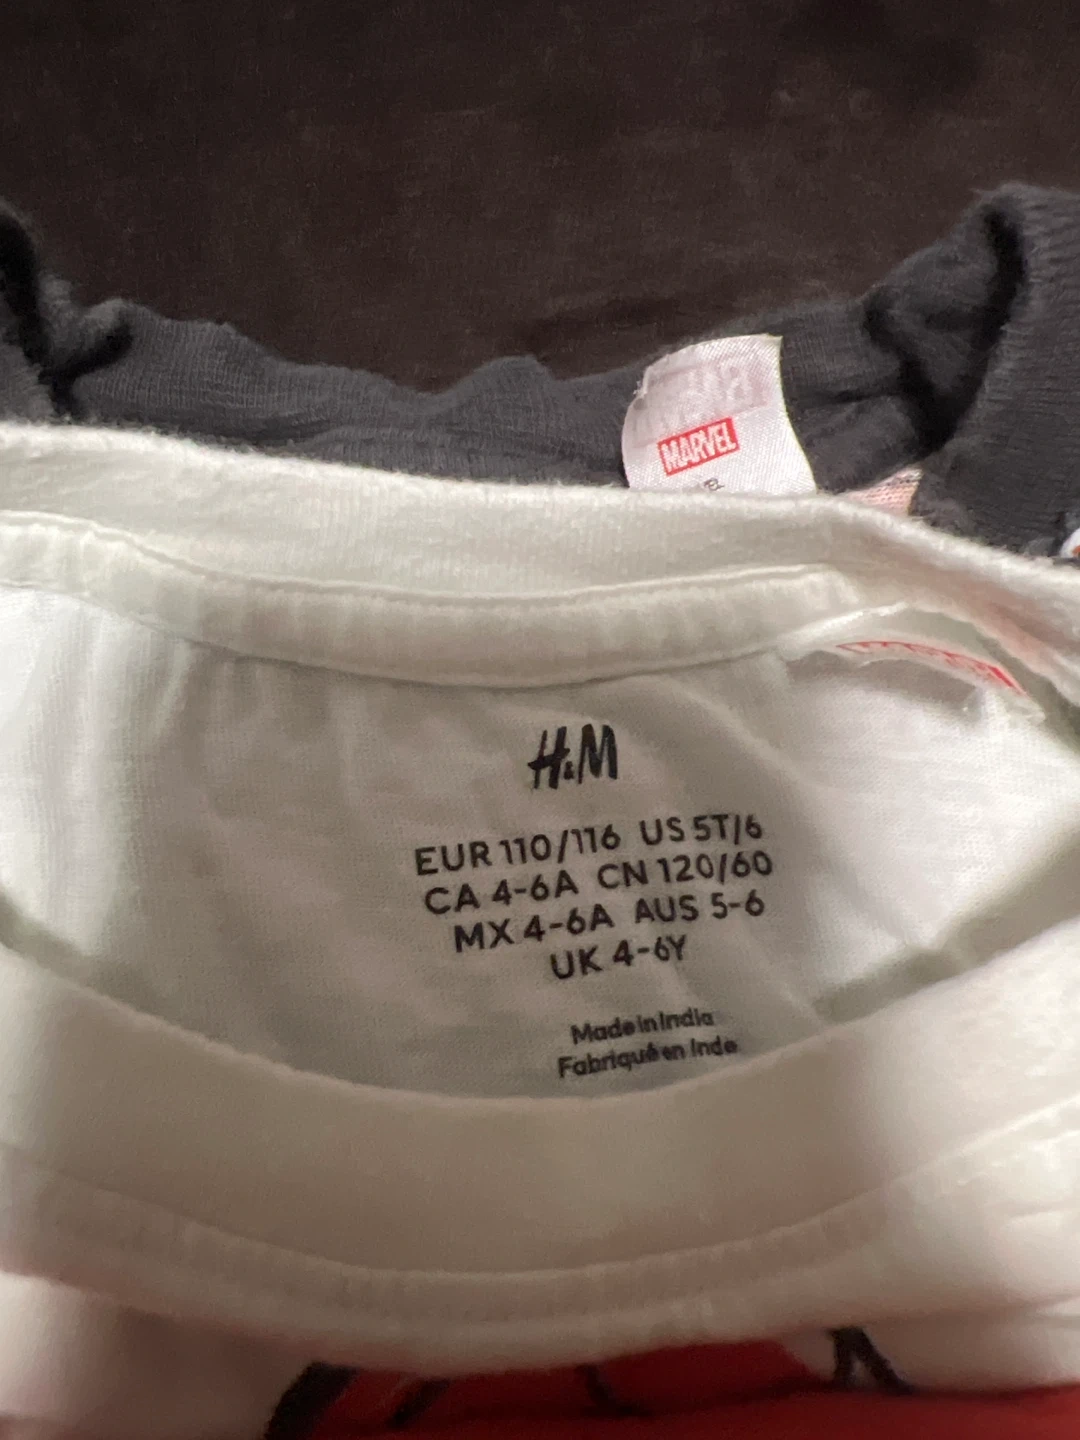 MARVEL
H&M
EUR 110/116 US 5T/6
CA 4-6A CN 120/60
MX 4-6A AUS 5-6
UK 4-6Y
Made in India
Fabriqué en Inde